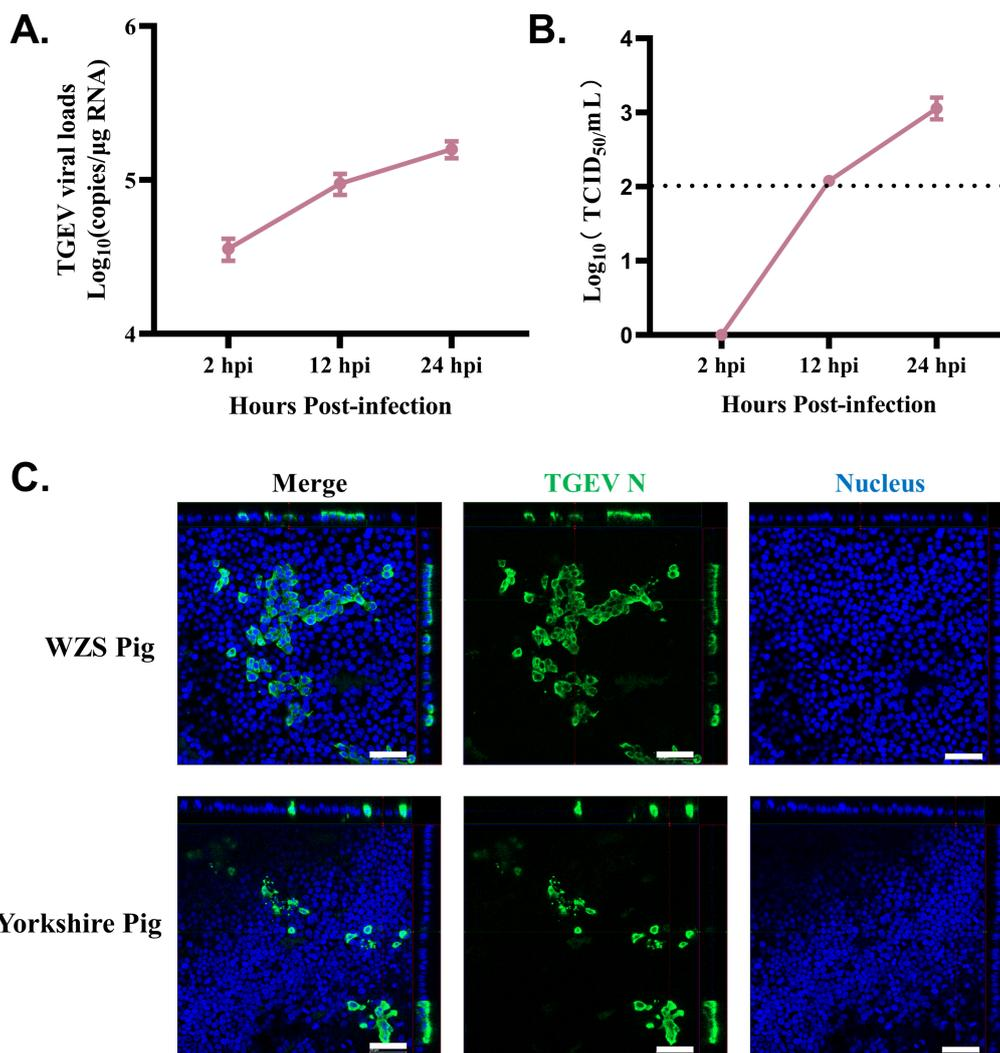 A.
TGEV viral loads
Log10(copies/μg RNA)
6
5
4
2 hpi 12 hpi 24 hpi
Hours Post-infection
B.
Log10( TCID50/mL )
4
3
2
1
0
2 hpi 12 hpi 24 hpi
Hours Post-infection
C.
Merge TGEV N Nucleus
WZS Pig
Yorkshire Pig